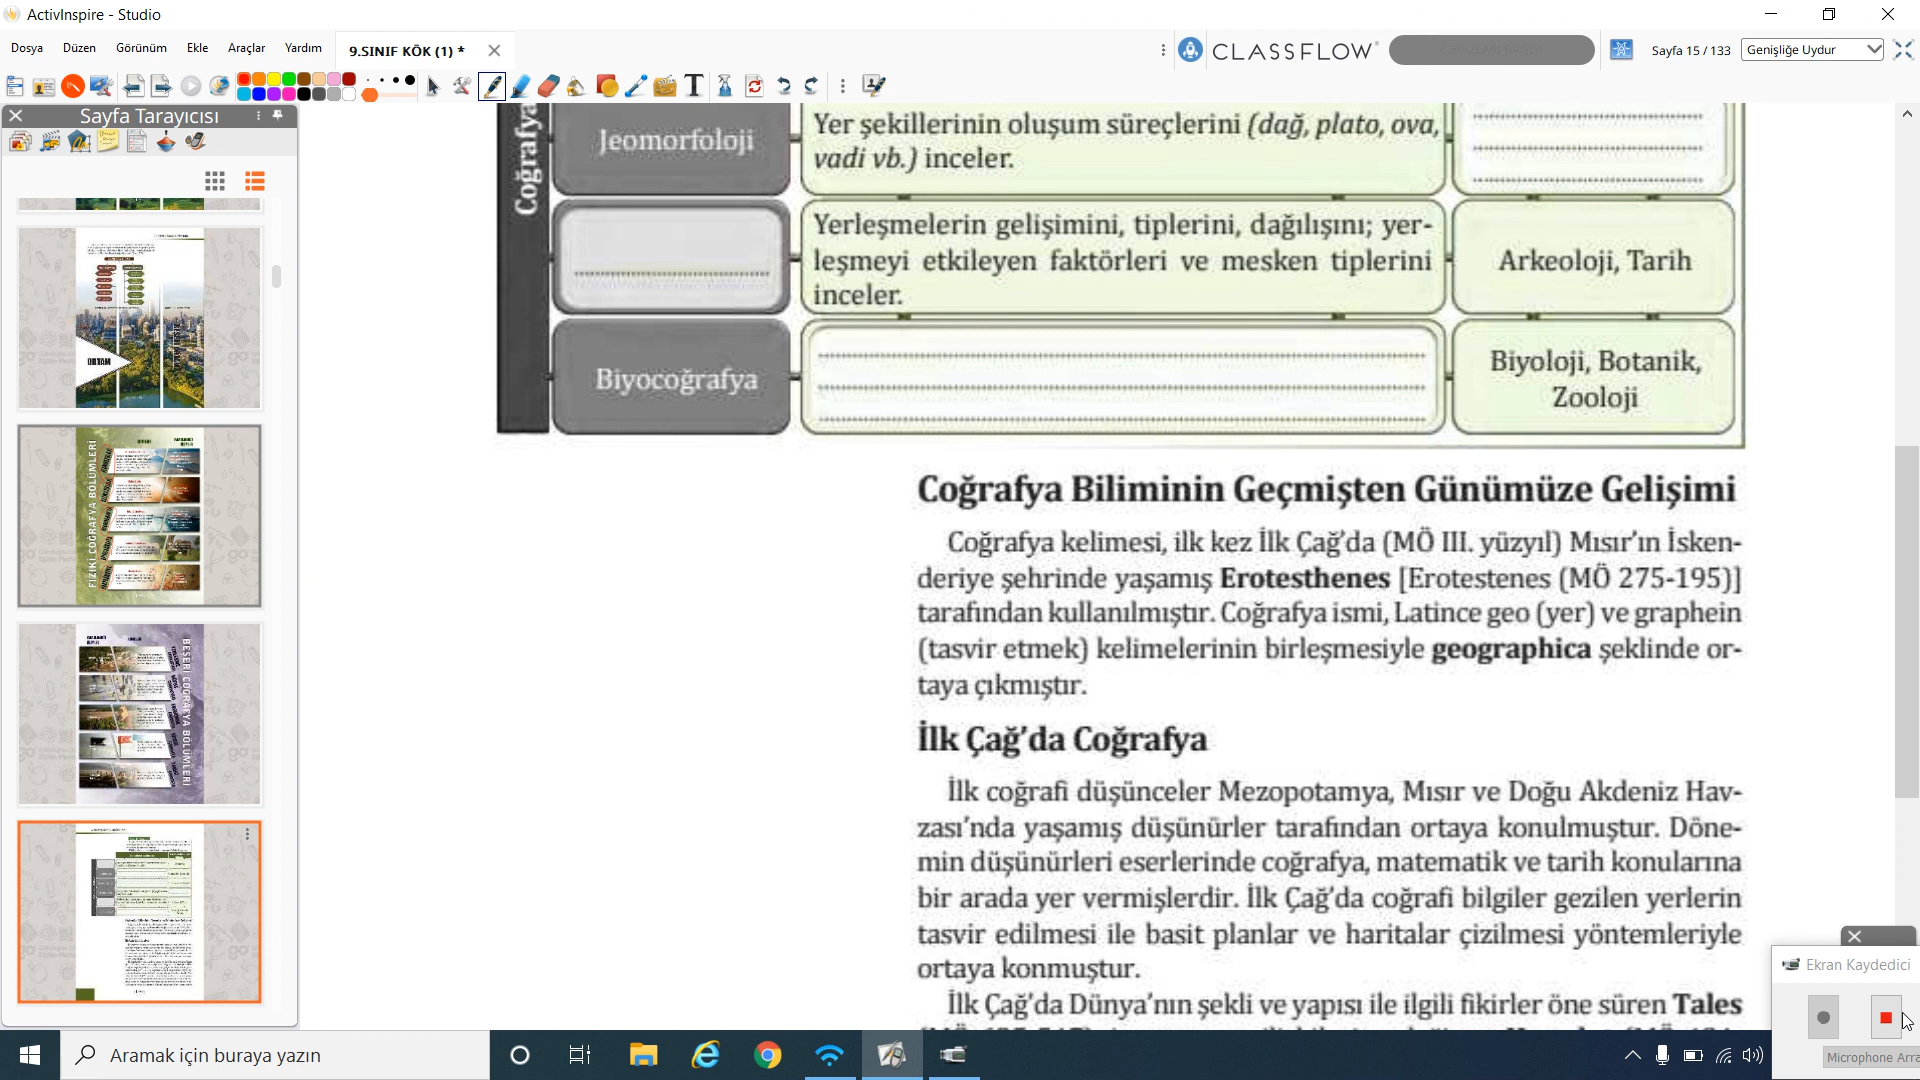 ActivInspire - Studio
Dosya Düzen Görünüm Ekle Araçlar Yardım 9.SINIF KÖK (1) *
CLASSFLOW
Sayfa 15 / 133 Genişliğe Uydur
Sayfa Tarayıcısı
Coğrafya
Jeomorfoloji
Yer şekillerinin oluşum süreçlerini (dağ, plato, ova,
vadi vb.) inceler.
Yerleşmelerin gelişimini, tiplerini, dağılışını; yer-
leşmeyi etkileyen faktörleri ve mesken tiplerini
inceler.
Arkeoloji, Tarih
Biyocoğrafya
Biyoloji, Botanik,
Zooloji
Coğrafya Biliminin Geçmişten Günümüze Gelişimi
Coğrafya kelimesi, ilk kez İlk Çağ'da (MÖ III. yüzyıl) Mısır'ın İsken-
deriye şehrinde yaşamış Erotesthenes [Erotestenes (MÖ 275-195)]
tarafından kullanılmıştır. Coğrafya ismi, Latince geo (yer) ve graphein
(tasvir etmek) kelimelerinin birleşmesiyle geographica şeklinde or-
taya çıkmıştır.
İlk Çağ'da Coğrafya
İlk coğrafi düşünceler Mezopotamya, Mısır ve Doğu Akdeniz Hav-
zası'nda yaşamış düşünürler tarafından ortaya konulmuştur. Döne-
min düşünürleri eserlerinde coğrafya, matematik ve tarih konularına
bir arada yer vermişlerdir. İlk Çağ'da coğrafi bilgiler gezilen yerlerin
tasvir edilmesi ile basit planlar ve haritalar çizilmesi yöntemleriyle
ortaya konmuştur.
İlk Çağ'da Dünya'nın şekli ve yapısı ile ilgili fikirler öne süren Tales
FİZİKİ COĞRAFYA BÖLÜMLERİ
BEŞERİ COĞRAFYA BÖLÜMLERİ
Ekran Kaydedici
Microphone Arra
Aramak için buraya yazın